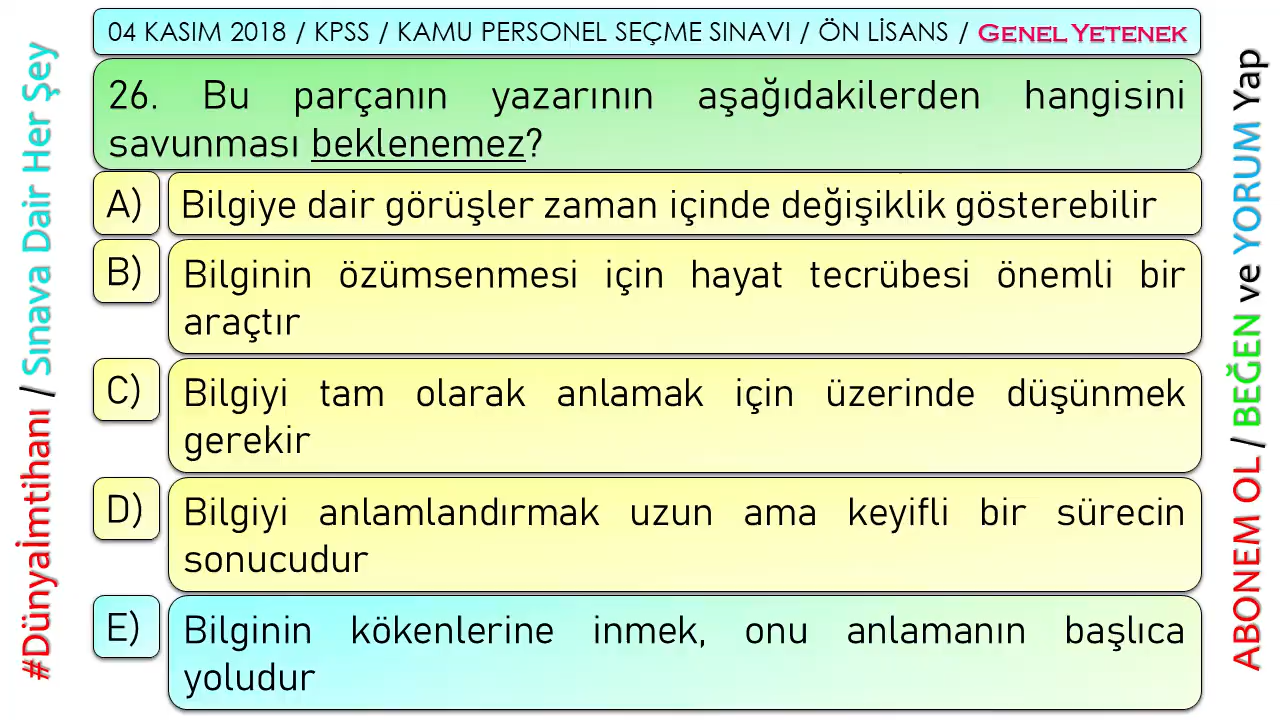 04 KASIM 2018 / KPSS / KAMU PERSONEL SEÇME SINAVI / ÖN LİSANS / GENEL YETENEK
26. Bu parçanın yazarının aşağıdakilerden hangisini
savunması beklenemez?
A) Bilgiye dair görüşler zaman içinde değişiklik gösterebilir
B) Bilginin özümsenmesi için hayat tecrübesi önemli bir
araçtır
C) Bilgiyi tam olarak anlamak için üzerinde düşünmek
gerekir
D) Bilgiyi anlamlandırmak uzun ama keyifli bir sürecin
sonucudur
E) Bilginin kökenlerine inmek, onu anlamanın başlıca
yoludur
#Dünyaİmtihanı / Sınava Dair Her Şey
ABONEM OL / BEĞEN ve YORUM Yap